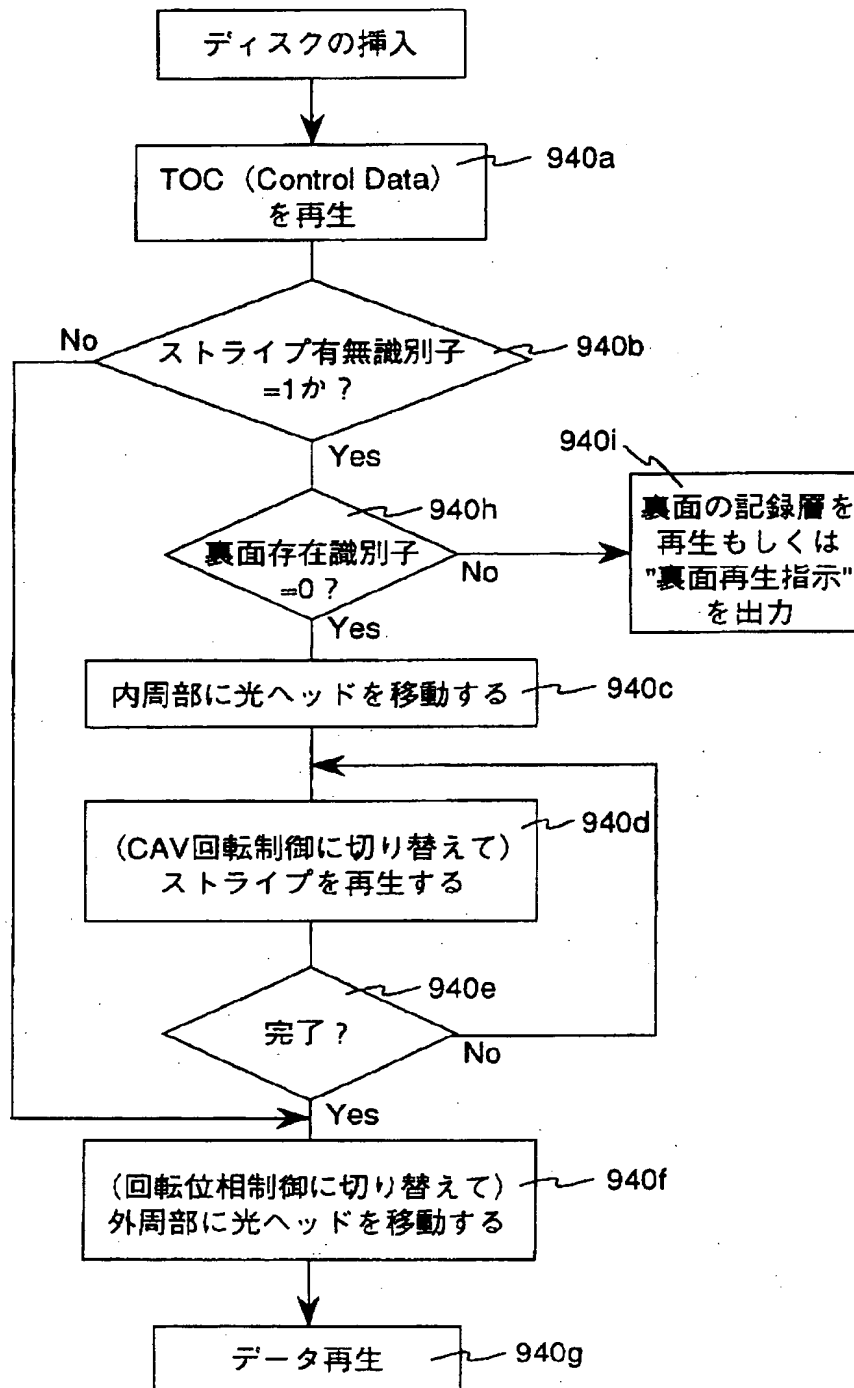 ディスクの挿入
940a
TOC（Control Data）
を再生
No
ストライプ有無識別子
=1か？
940b
Yes
940i
940h
裏面の記録層を
再生もしくは
"裏面再生指示"
を出力
裏面存在識別子
=0？
No
Yes
内周部に光ヘッドを移動する
940c
940d
（CAV回転制御に切り替えて）
ストライプを再生する
940e
完了？
No
Yes
（回転位相制御に切り替えて）
外周部に光ヘッドを移動する
940f
データ再生
940g